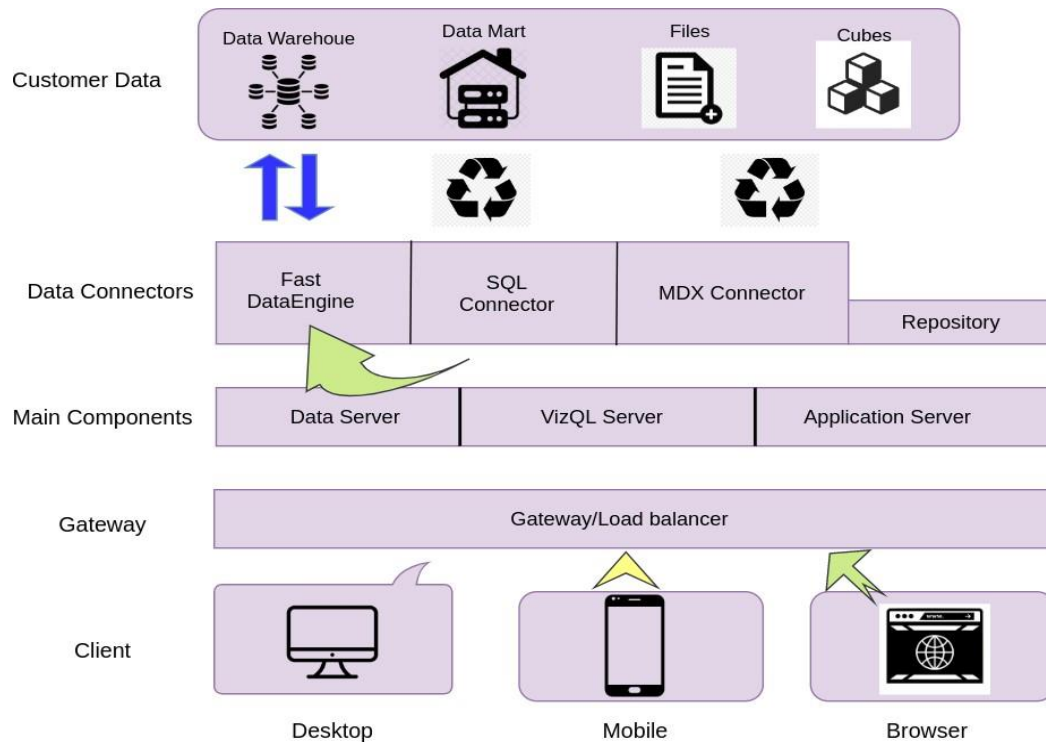 Data Warehoue
Data Mart
Files
Cubes
Customer Data
Fast
DataEngine
SQL
Connector
MDX Connector
Data Connectors
Repository
Main Components
Data Server
VizQL Server
Application Server
Gateway
Gateway/Load balancer
www.
Client
Desktop
Mobile
Browser